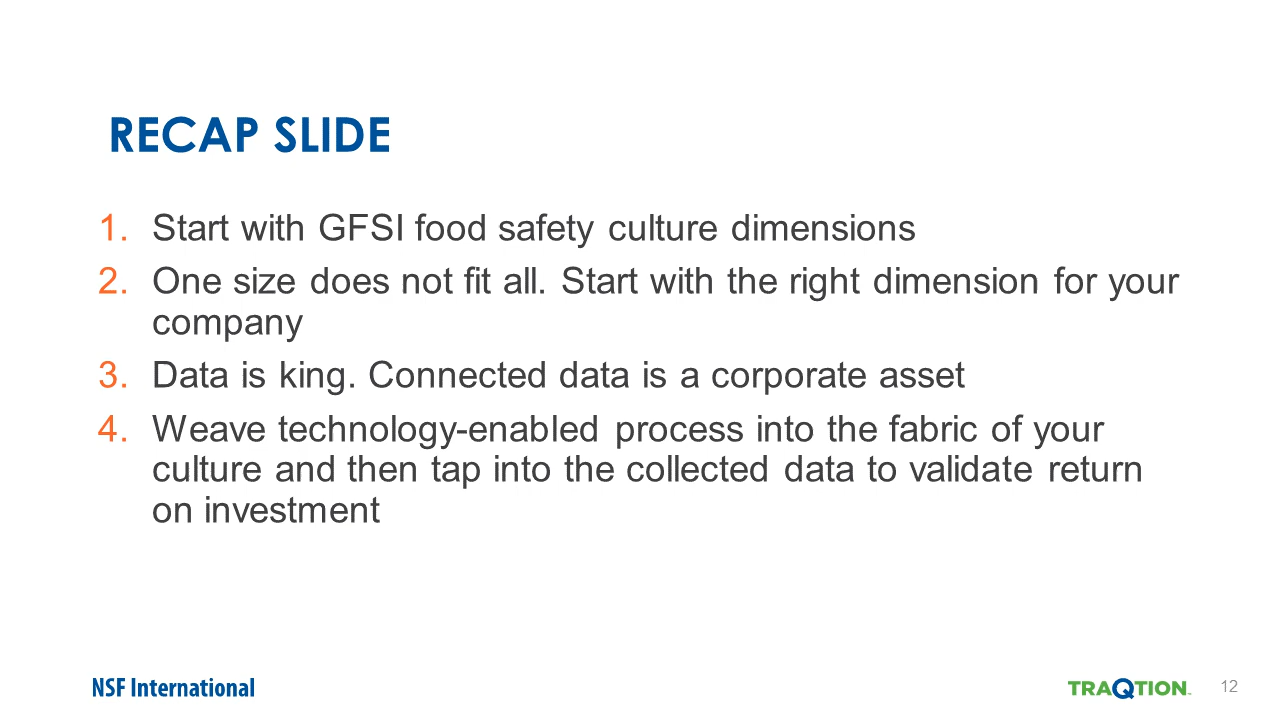 RECAP SLIDE
1. Start with GFSI food safety culture dimensions
2. One size does not fit all. Start with the right dimension for your
company
3. Data is king. Connected data is a corporate asset
4. Weave technology-enabled process into the fabric of your
culture and then tap into the collected data to validate return
on investment
NSF International
TRAQTION
12